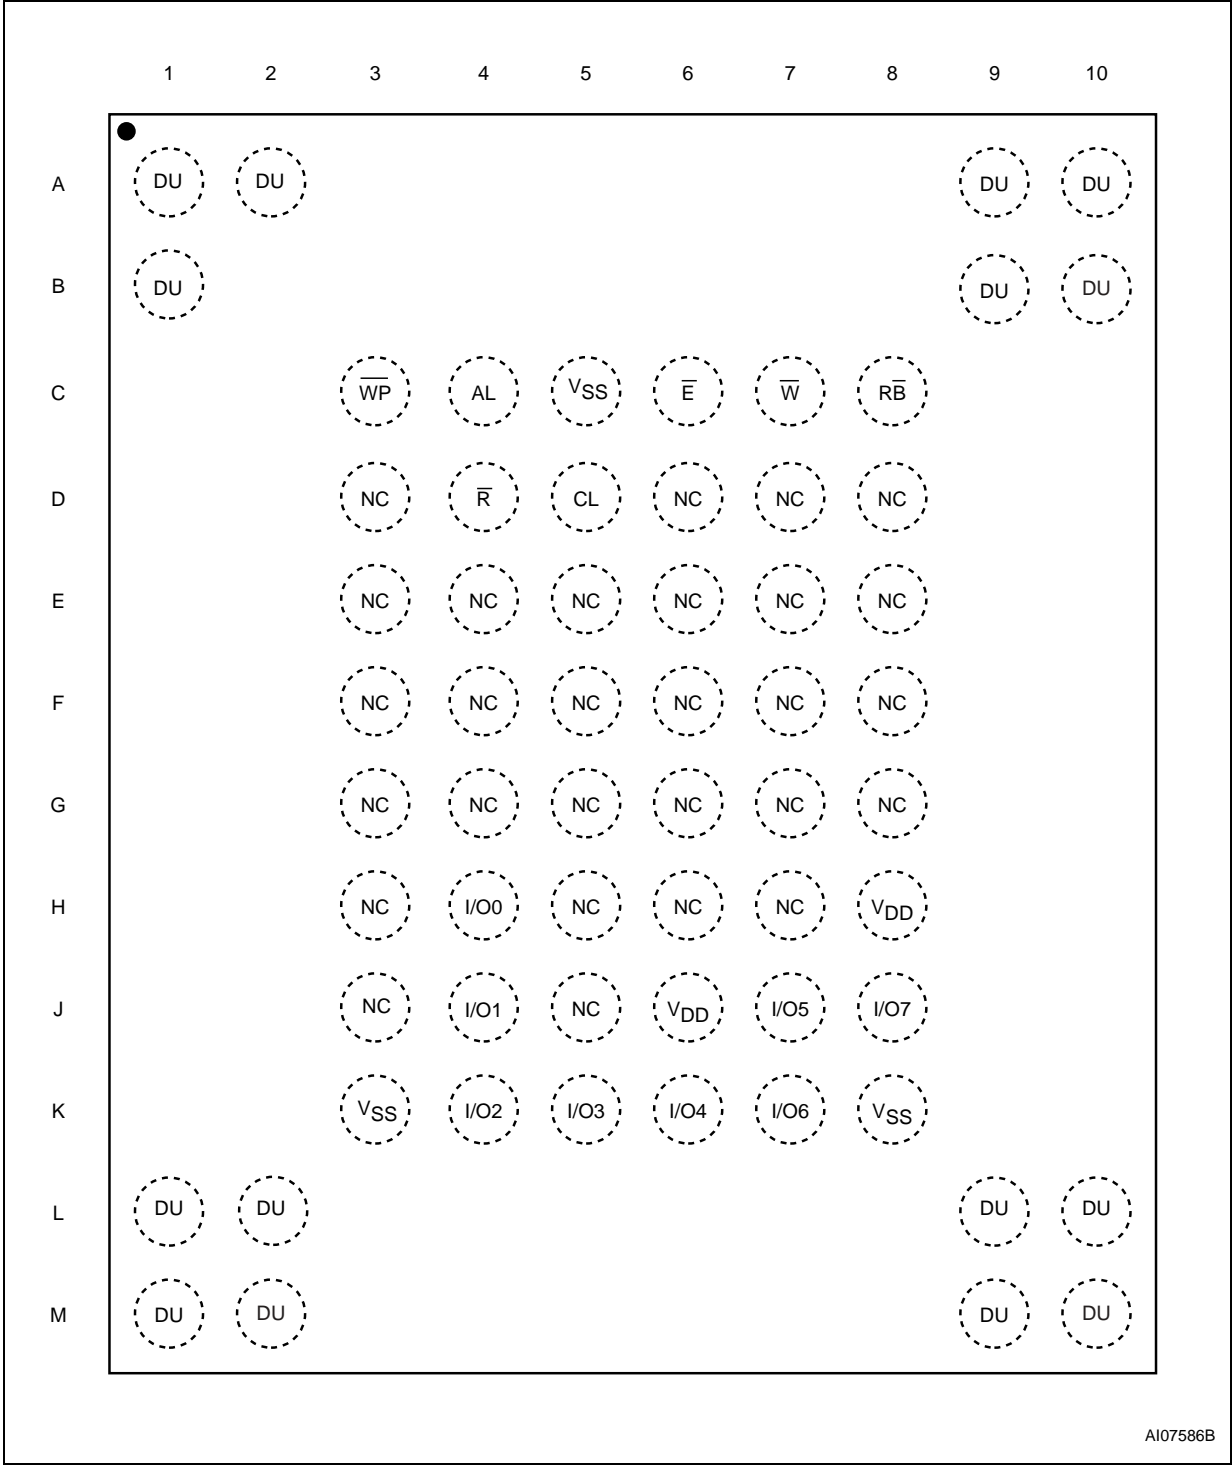 1 2 3 4 5 6 7 8 9 10
A DU DU DU DU
B DU DU DU
C W̅P̅ AL VSS E̅ W̅ RB̅
D NC R̅ CL NC NC NC
E NC NC NC NC NC NC
F NC NC NC NC NC NC
G NC NC NC NC NC NC
H NC I/O0 NC NC NC VDD
J NC I/O1 NC VDD I/O5 I/O7
K VSS I/O2 I/O3 I/O4 I/O6 VSS
L DU DU DU DU
M DU DU DU DU
AI07586B